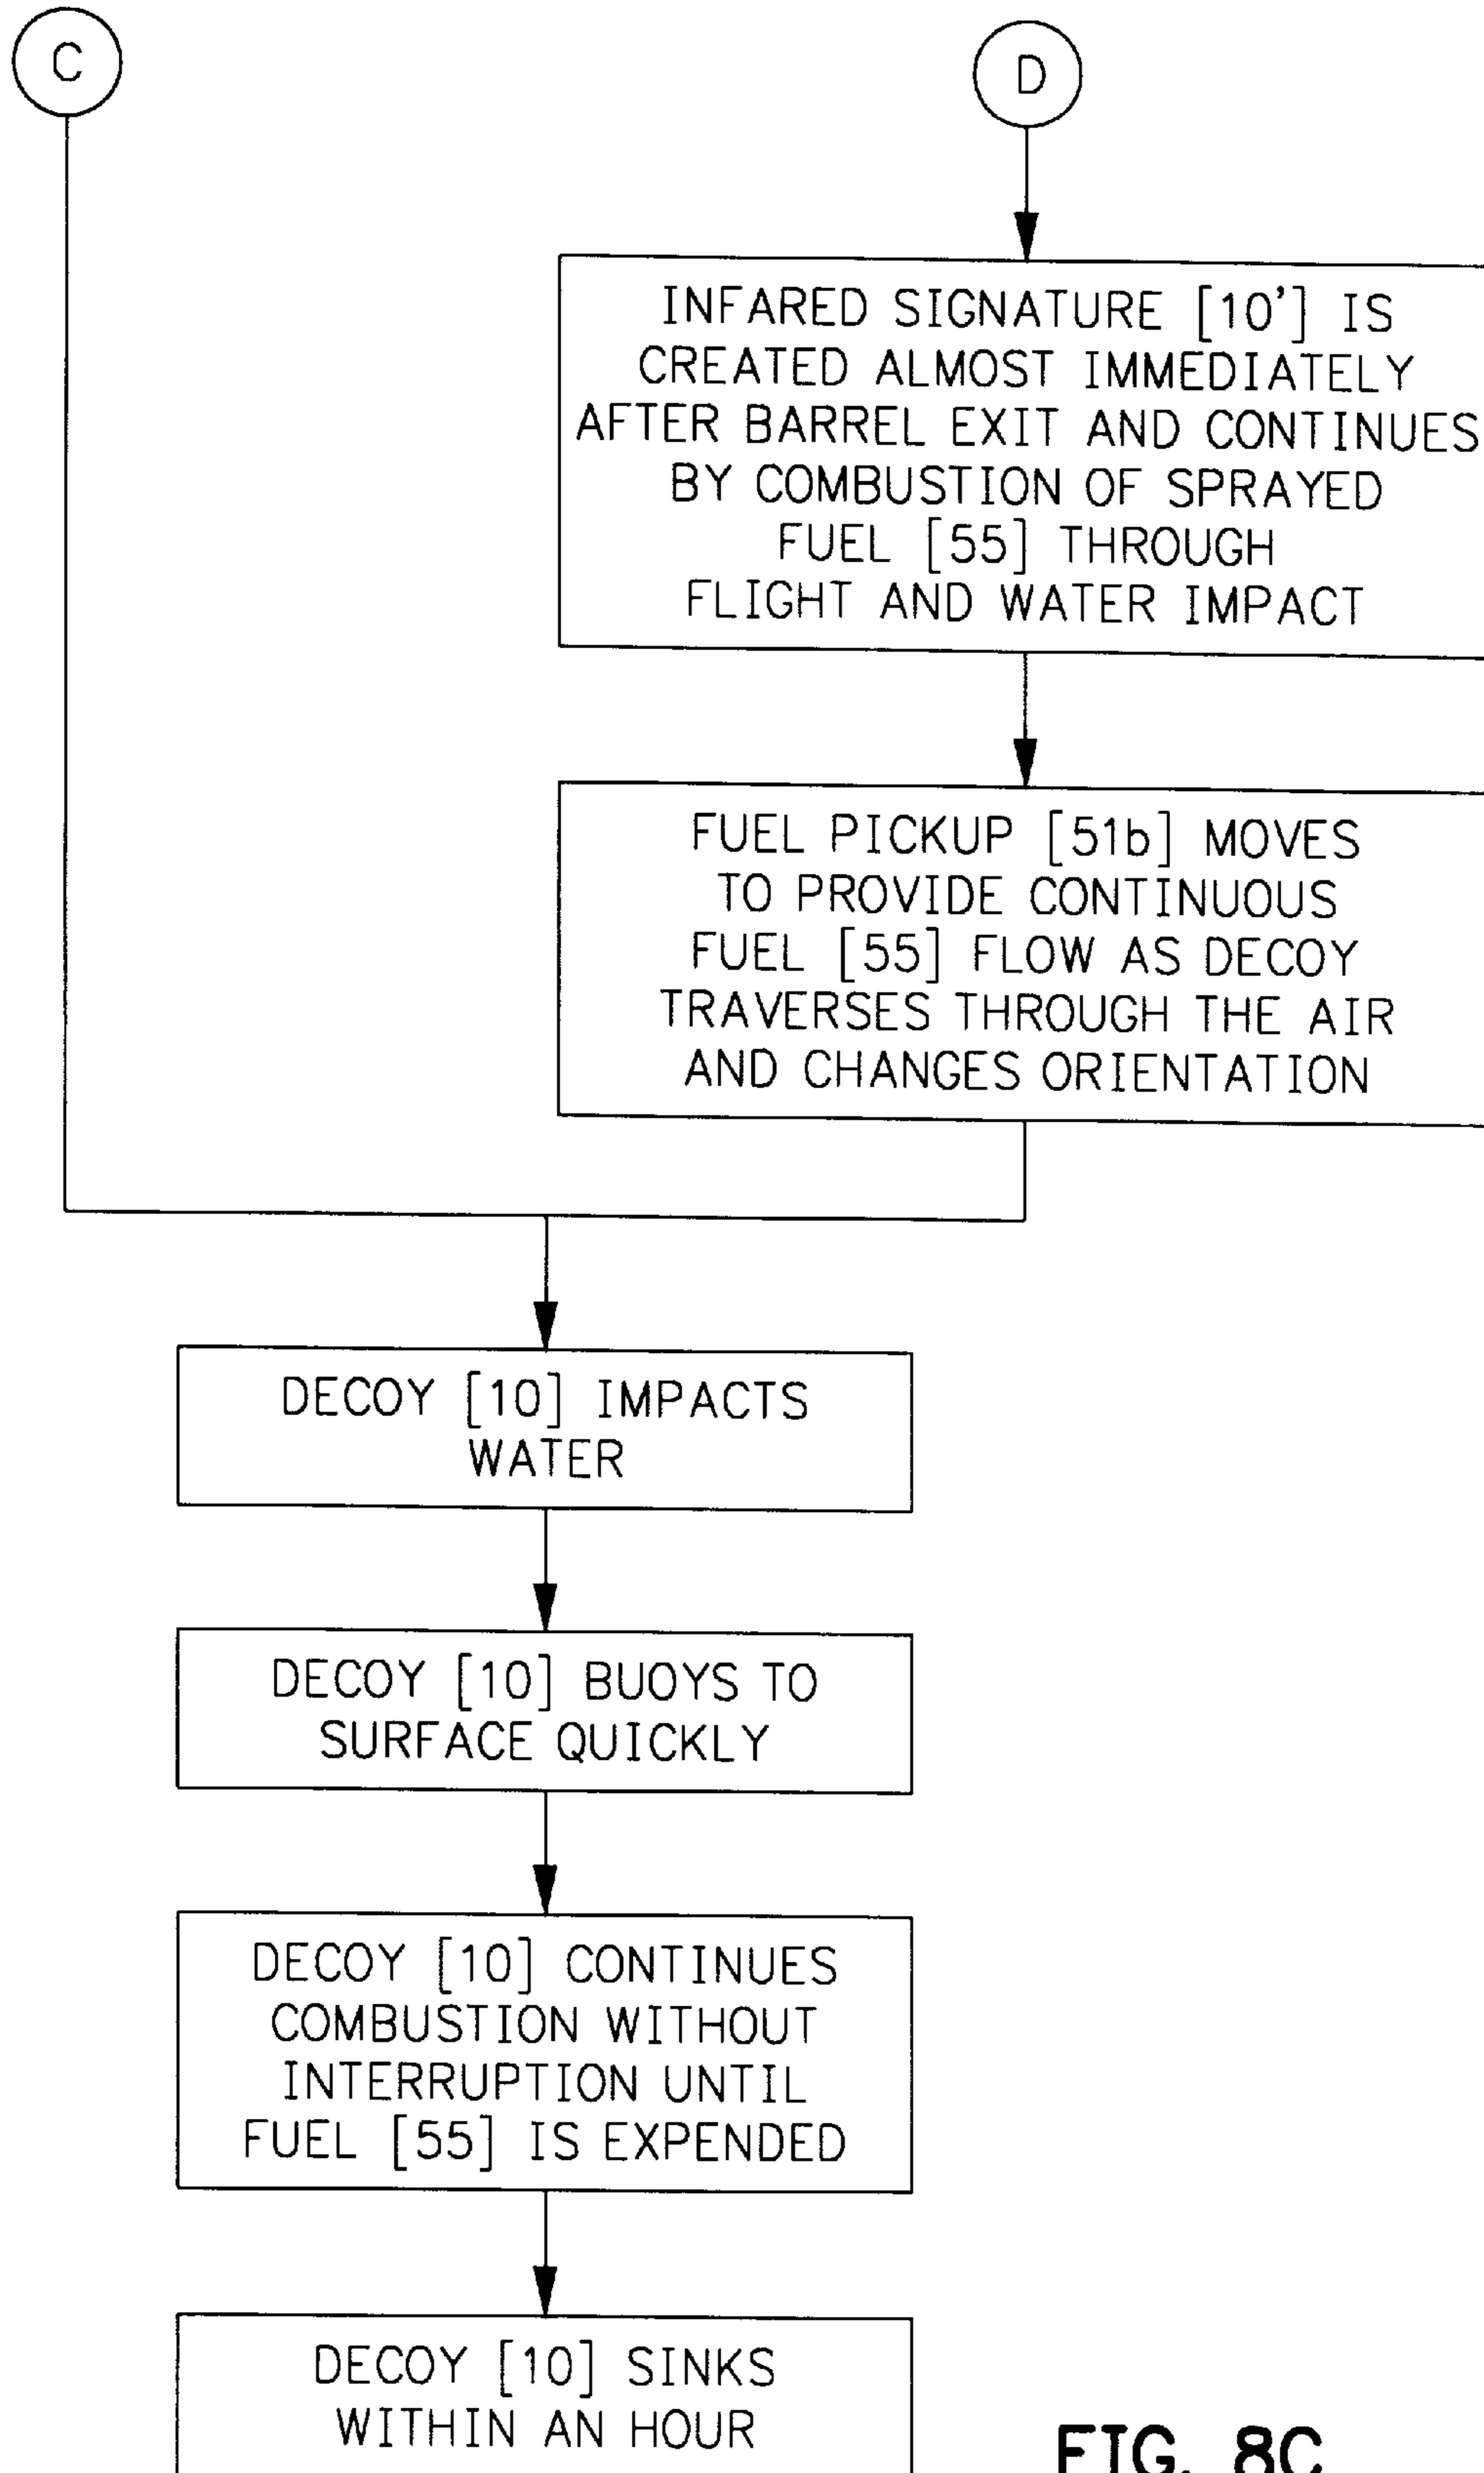 C
D
INFARED SIGNATURE [10'] IS
CREATED ALMOST IMMEDIATELY
AFTER BARREL EXIT AND CONTINUES
BY COMBUSTION OF SPRAYED
FUEL [55] THROUGH
FLIGHT AND WATER IMPACT
FUEL PICKUP [51b] MOVES
TO PROVIDE CONTINUOUS
FUEL [55] FLOW AS DECOY
TRAVERSES THROUGH THE AIR
AND CHANGES ORIENTATION
DECOY [10] IMPACTS
WATER
DECOY [10] BUOYS TO
SURFACE QUICKLY
DECOY [10] CONTINUES
COMBUSTION WITHOUT
INTERRUPTION UNTIL
FUEL [55] IS EXPENDED
DECOY [10] SINKS
WITHIN AN HOUR
FIG. 8C